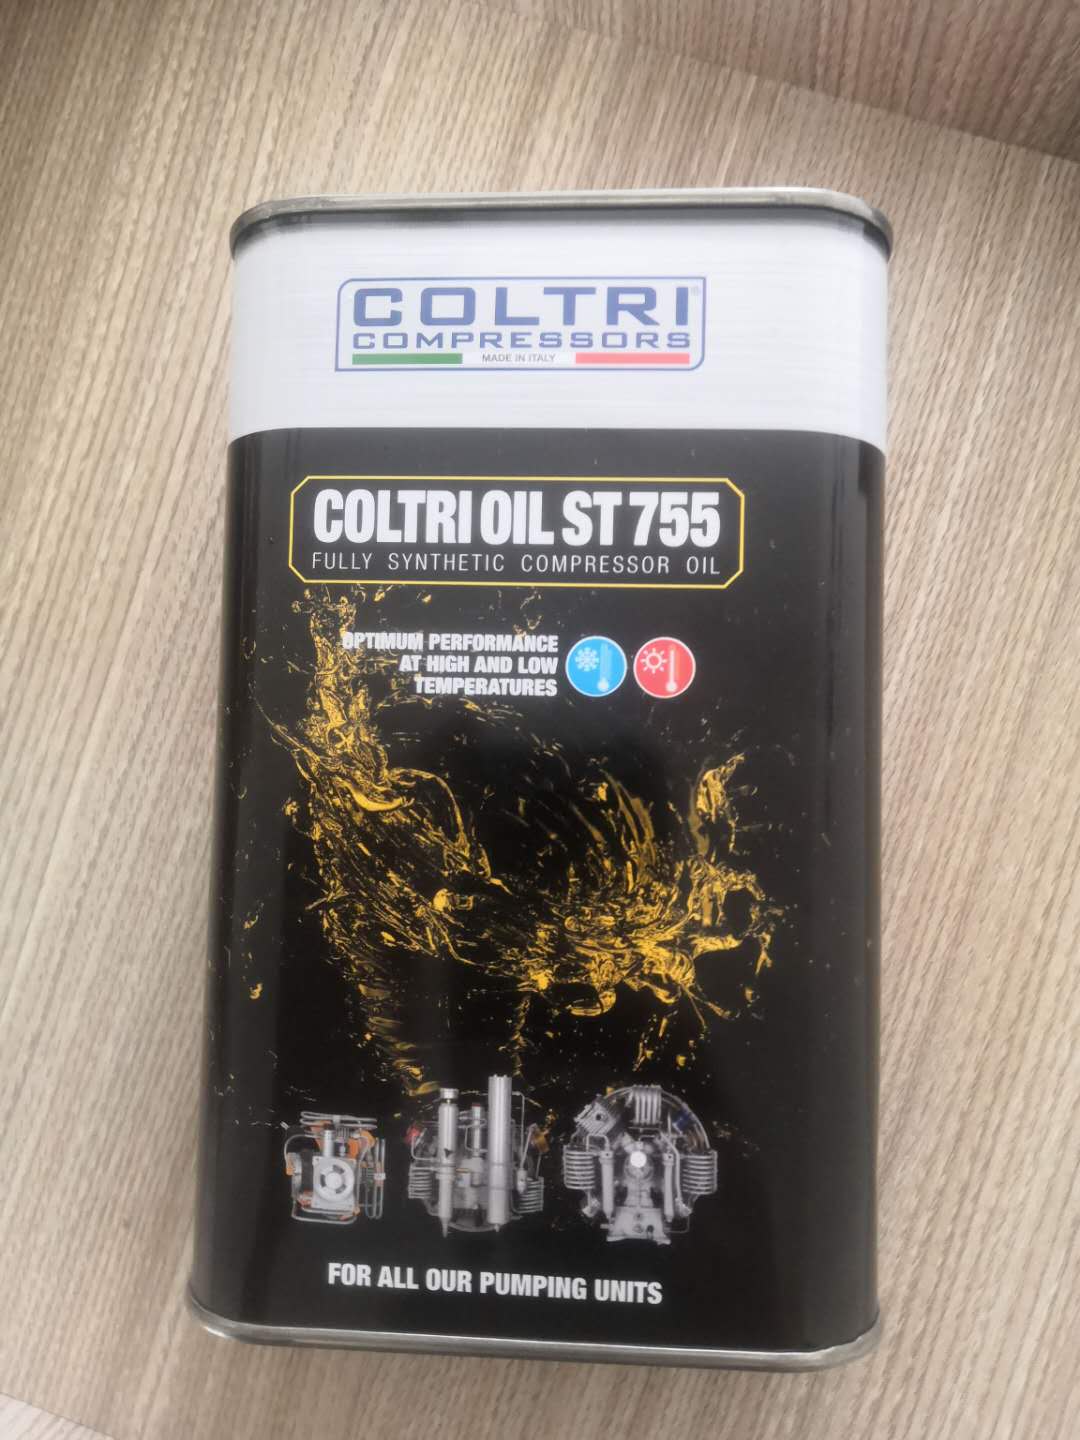 COLTRI®
COMPRESSORS
MADE IN ITALY
COLTRI OIL ST 755
FULLY SYNTHETIC COMPRESSOR OIL
OPTIMUM PERFORMANCE
AT HIGH AND LOW
TEMPERATURES
FOR ALL OUR PUMPING UNITS